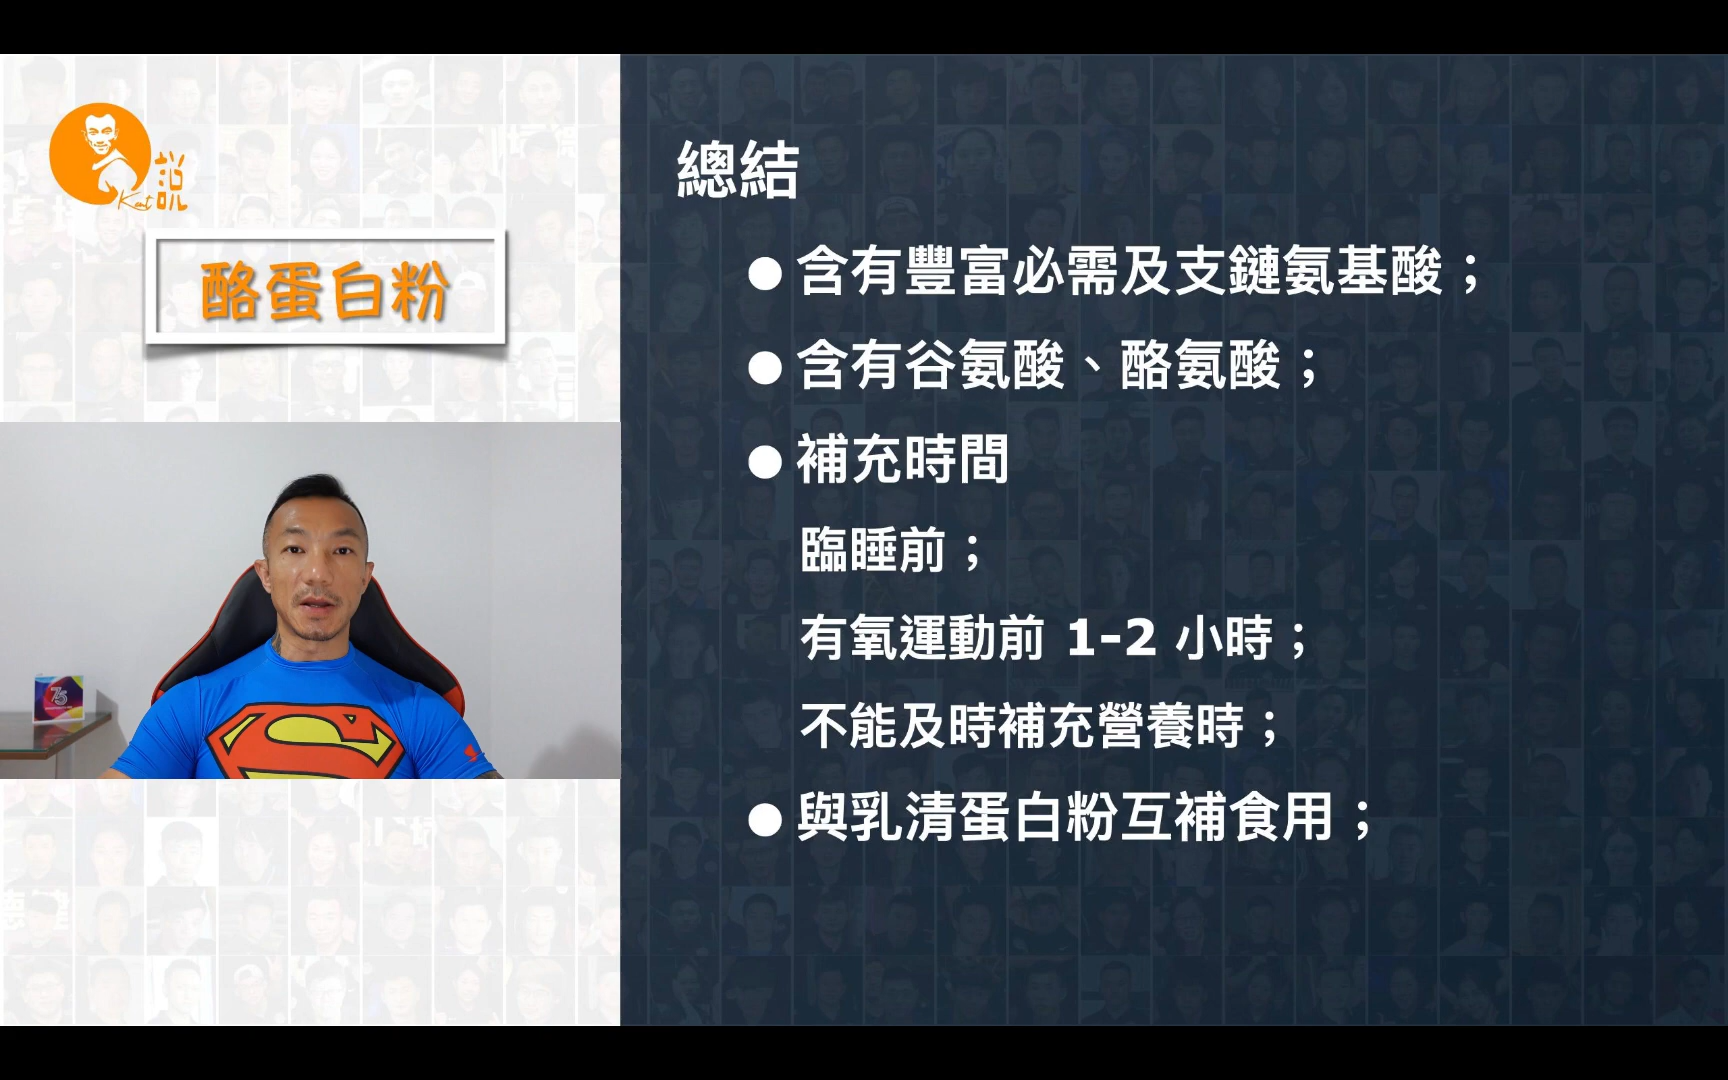 Kent
說
酪蛋白粉
總結
●含有豐富必需及支鏈氨基酸；
●含有谷氨酸、酪氨酸；
●補充時間
臨睡前；
有氧運動前 1-2 小時；
不能及時補充營養時；
●與乳清蛋白粉互補食用；
75